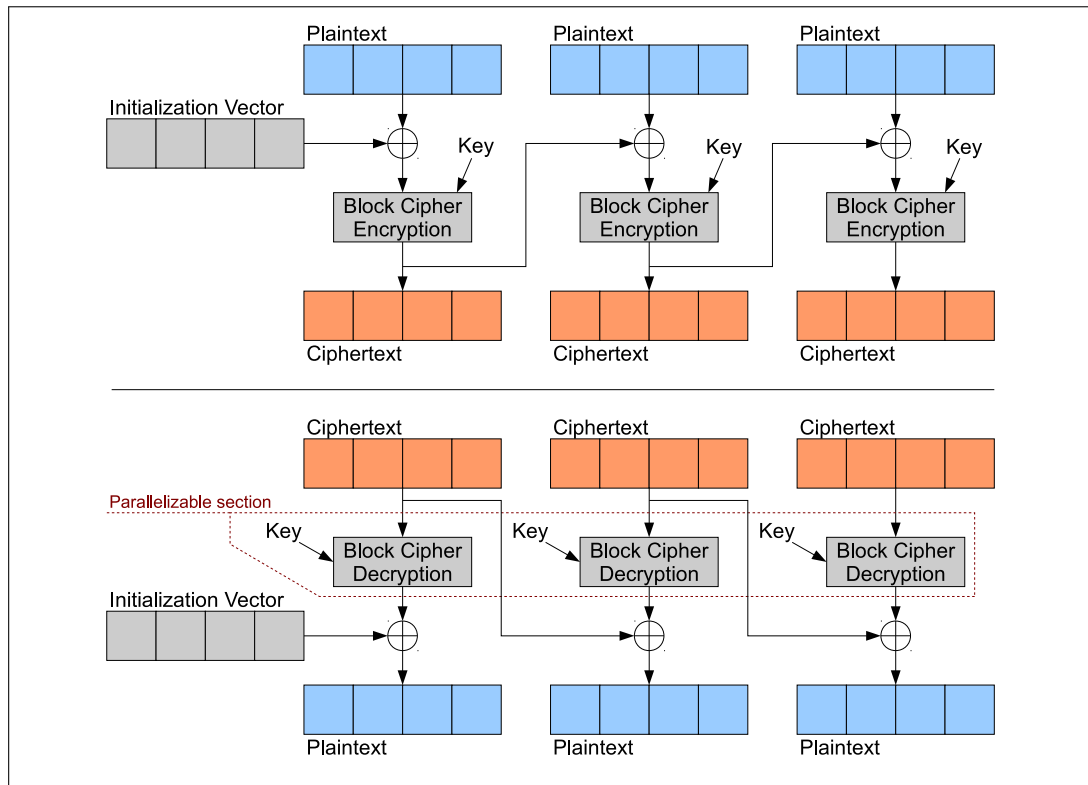 Plaintext
Plaintext
Plaintext
Initialization Vector
Key
Key
Key
Block Cipher
Encryption
Block Cipher
Encryption
Block Cipher
Encryption
Ciphertext
Ciphertext
Ciphertext
Ciphertext
Ciphertext
Ciphertext
Parallelizable section
Key
Key
Key
Block Cipher
Decryption
Block Cipher
Decryption
Block Cipher
Decryption
Initialization Vector
Plaintext
Plaintext
Plaintext